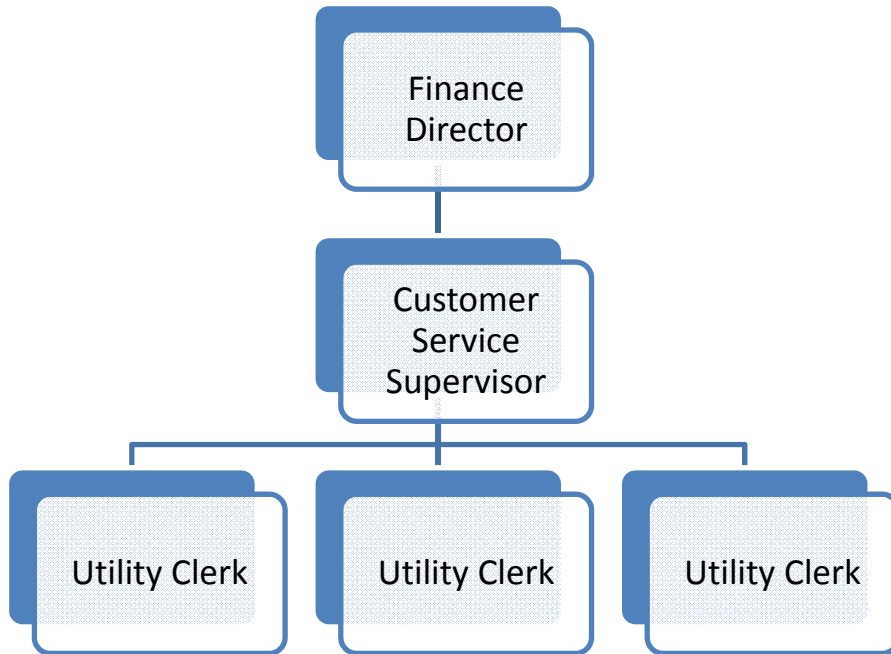 Finance
Director
Customer
Service
Supervisor
Utility Clerk
Utility Clerk
Utility Clerk